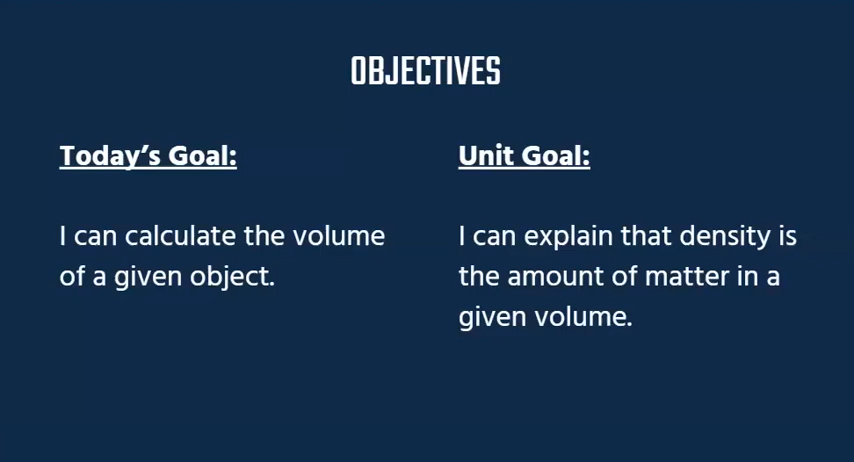 OBJECTIVES
Today's Goal:
I can calculate the volume
of a given object.
Unit Goal:
I can explain that density is
the amount of matter in a
given volume.